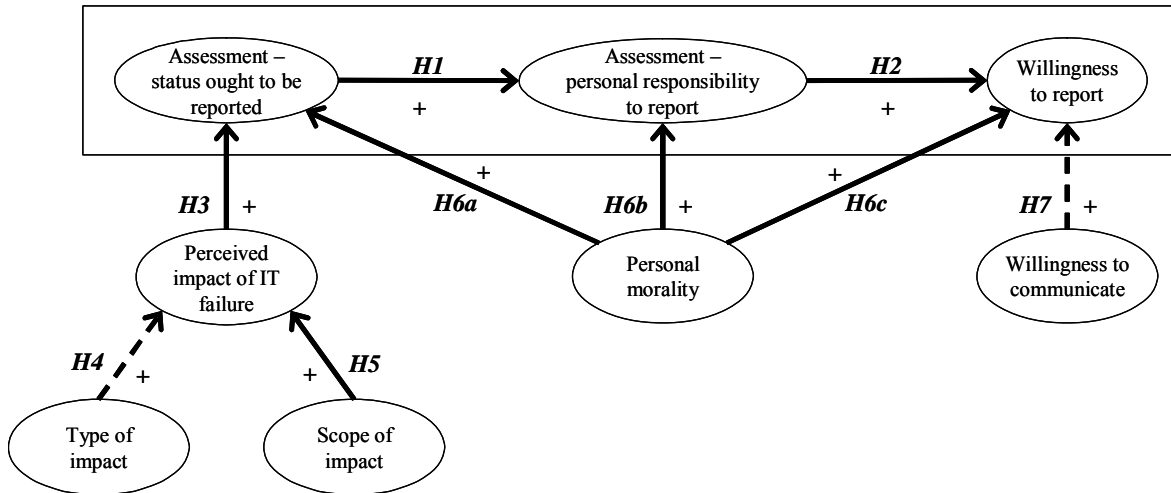 Assessment –
status ought to be
reported
H1
+
Assessment –
personal responsibility
to report
H2
+
Willingness
to report
H3
+
+
H6a
H6b
+
+
H6c
H7
+
Perceived
impact of IT
failure
Personal
morality
Willingness to
communicate
H4
+
+
H5
Type of
impact
Scope of
impact